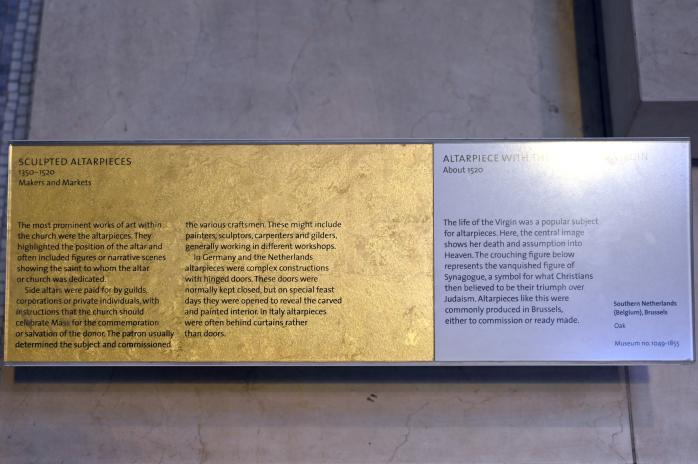 SCULPTED ALTARPIECES
1350–1520
Makers and Markets
The most prominent works of art within
the church were the altarpieces. They
highlighted the position of the altar and
often included figures or narrative scenes
showing the saint to whom the altar
or church was dedicated.
Side altars were paid for by guilds,
corporations or private individuals, with
instructions that the church should
celebrate Mass for the commemoration
or salvation of the donor. The patron usually
determined the subject and commissioned
the various craftsmen. These might include
painters, sculptors, carpenters and gilders,
generally working in different workshops.
In Germany and the Netherlands
altarpieces were complex constructions
with hinged doors. These doors were
normally kept closed, but on special feast
days they were opened to reveal the carved
and painted interior. In Italy altarpieces
were often behind curtains rather
than doors.
ALTARPIECE WITH THE VIRGIN
About 1520
The life of the Virgin was a popular subject
for altarpieces. Here, the central image
shows her death and assumption into
Heaven. The crouching figure below
represents the vanquished figure of
Synagogue, a symbol for what Christians
then believed to be their triumph over
Judaism. Altarpieces like this were
commonly produced in Brussels,
either to commission or ready made.
Southern Netherlands
(Belgium), Brussels
Oak
Museum no. 1049-1855